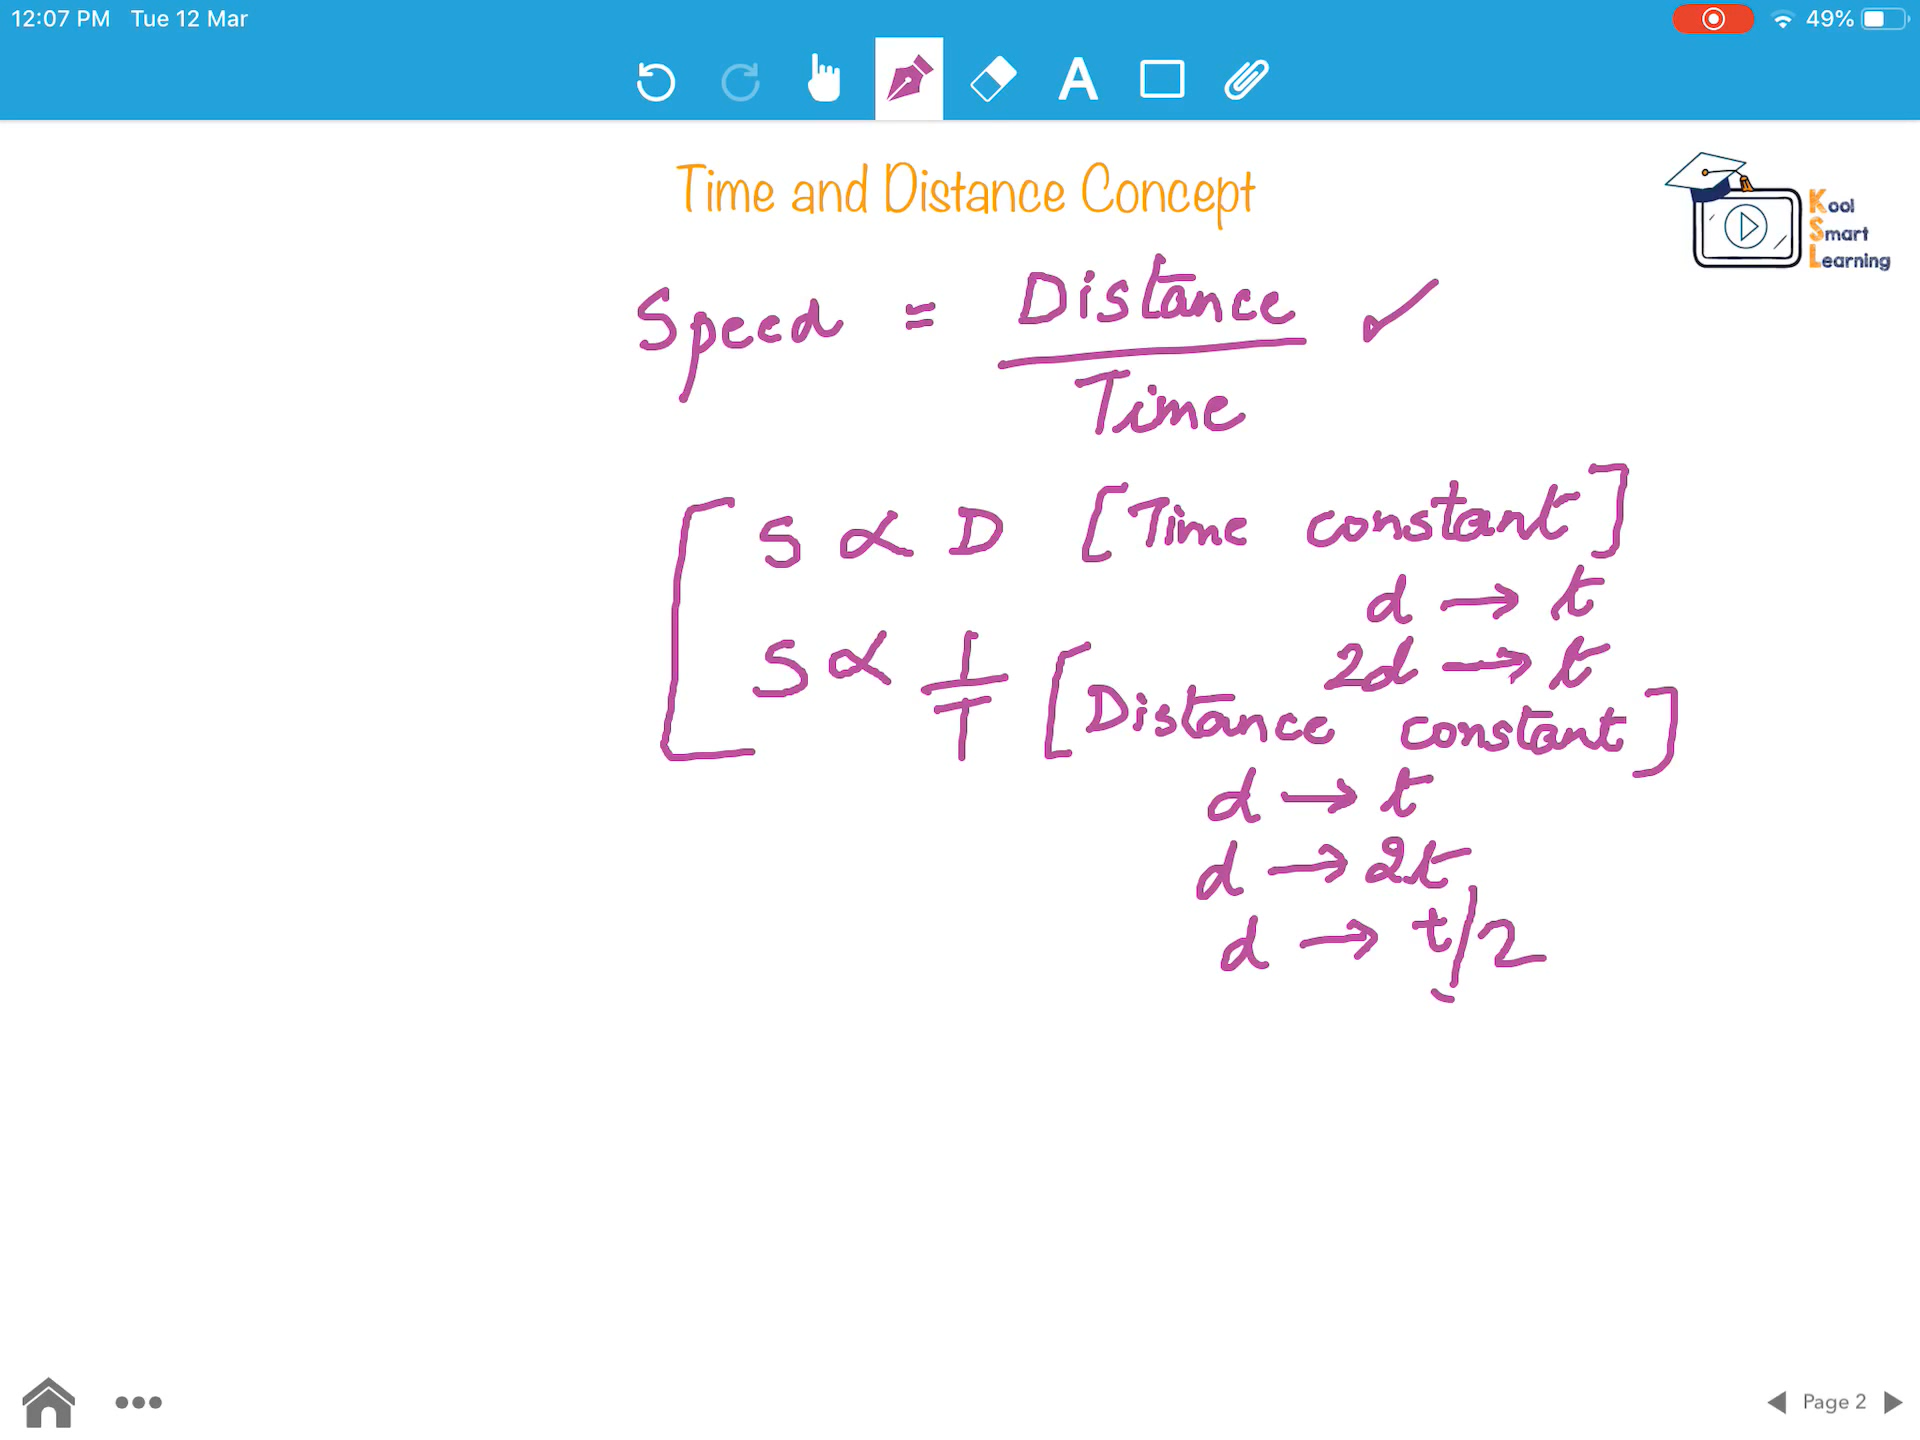 12:07 PM Tue 12 Mar 49%
A
Time and Distance Concept
Kool
Smart
Learning
Speed = Distance ✓
Time
S ∝ D [Time constant]
d → t
2d → t
S ∝ 1/T [Distance constant]
d → t
d → 2t
d → t/2
Page 2